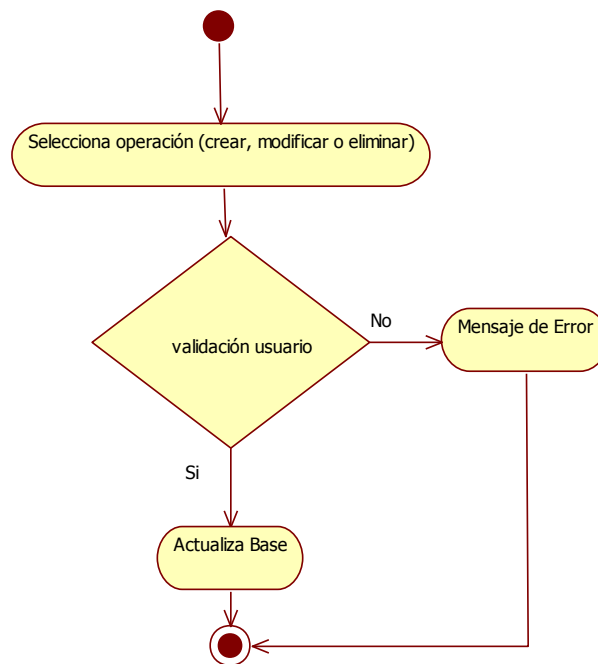 Selecciona operación (crear, modificar o eliminar)
validación usuario
No
Mensaje de Error
Si
Actualiza Base